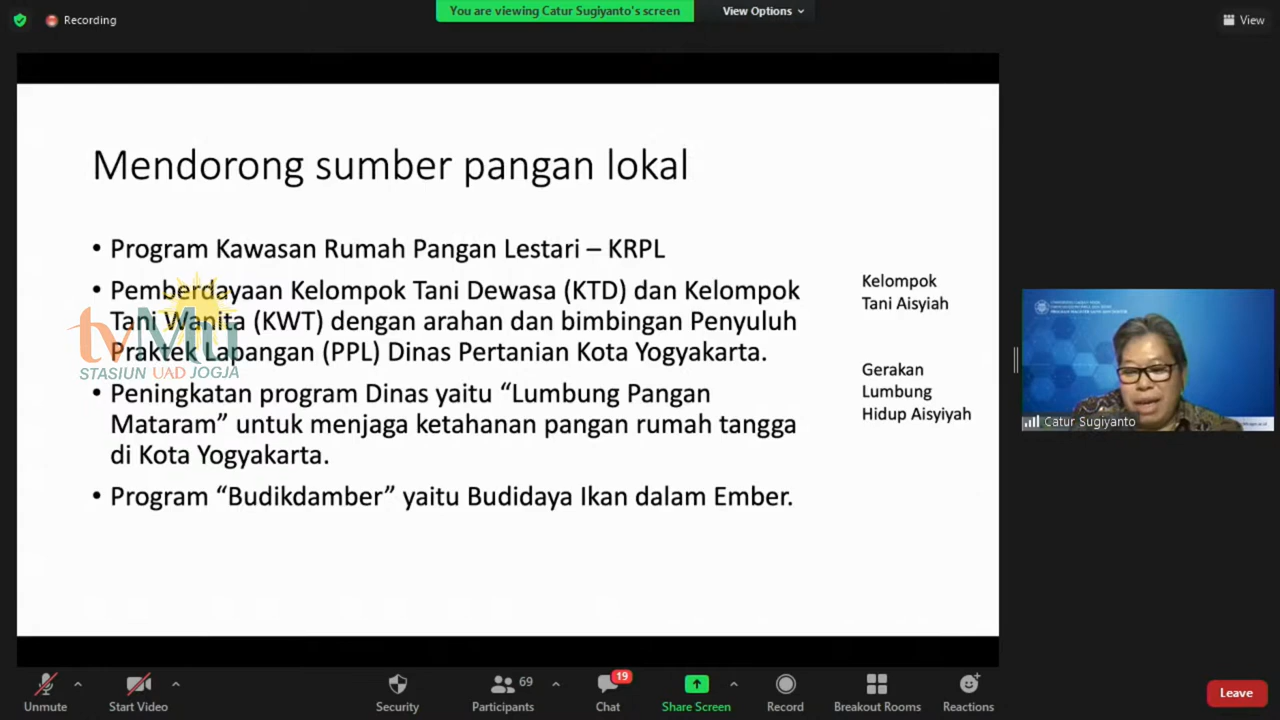 Recording
You are viewing Catur Sugiyanto's screen
View Options
View
Mendorong sumber pangan lokal
• Program Kawasan Rumah Pangan Lestari – KRPL
• Pemberdayaan Kelompok Tani Dewasa (KTD) dan Kelompok
Tani Wanita (KWT) dengan arahan dan bimbingan Penyuluh
Praktek Lapangan (PPL) Dinas Pertanian Kota Yogyakarta.
• Peningkatan program Dinas yaitu “Lumbung Pangan
Mataram” untuk menjaga ketahanan pangan rumah tangga
di Kota Yogyakarta.
• Program “Budikdamber” yaitu Budidaya Ikan dalam Ember.
Kelompok
Tani Aisyiah
Gerakan
Lumbung
Hidup Aisyiyah
tvMu
STASIUN UAD JOGJA
Catur Sugiyanto
Unmute
Start Video
Security
69
Participants
19
Chat
Share Screen
Record
Breakout Rooms
Reactions
Leave